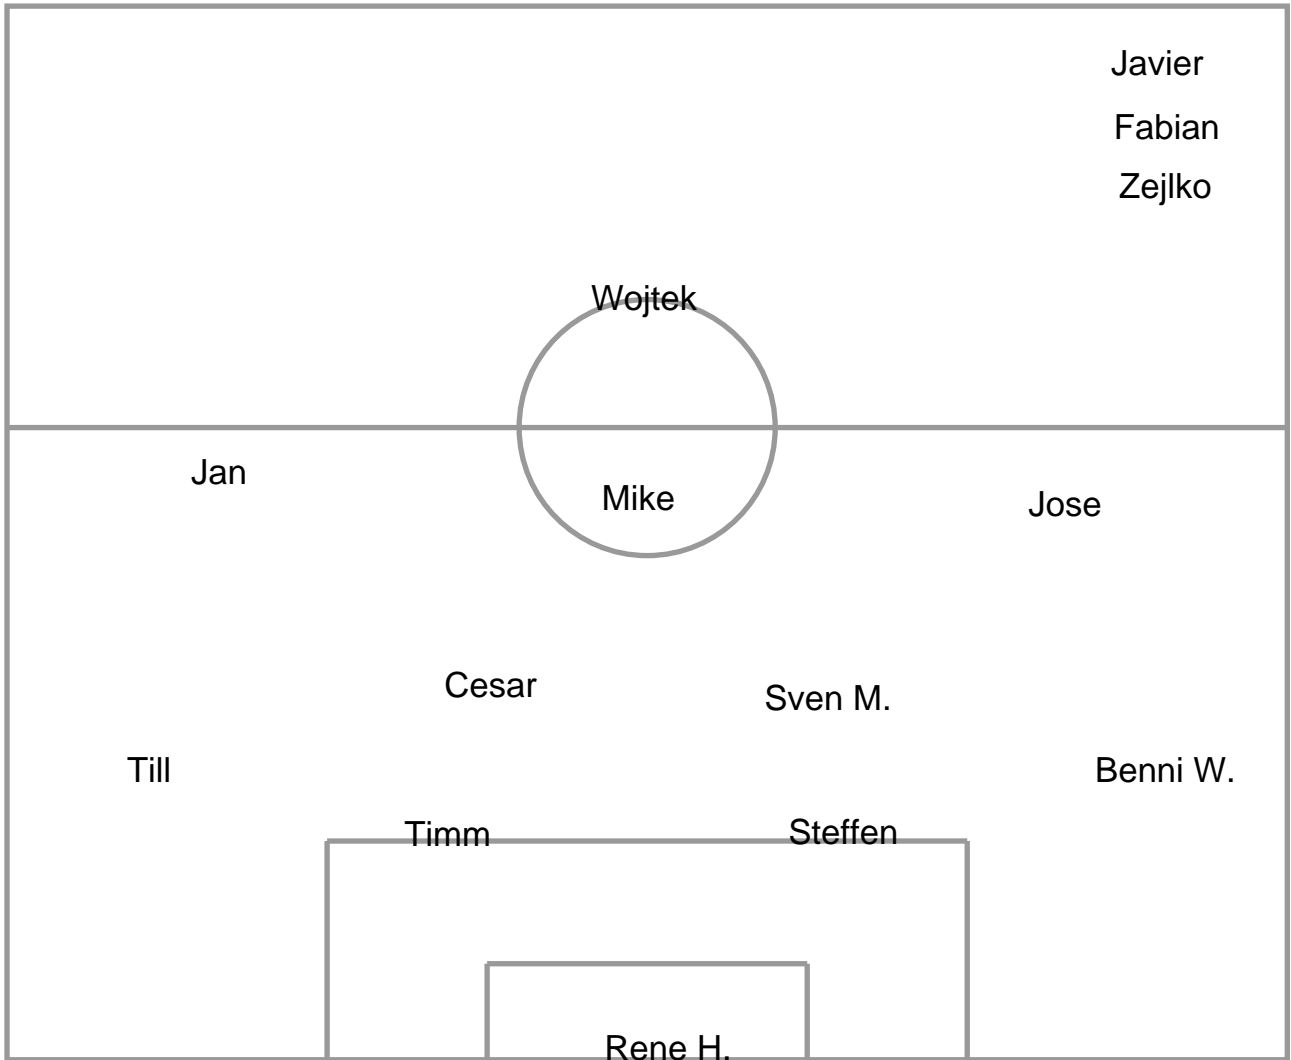 Javier
Fabian
Zejlko
Wojtek
Jan
Mike
Jose
Cesar
Sven M.
Till
Benni W.
Timm
Steffen
Rene H.